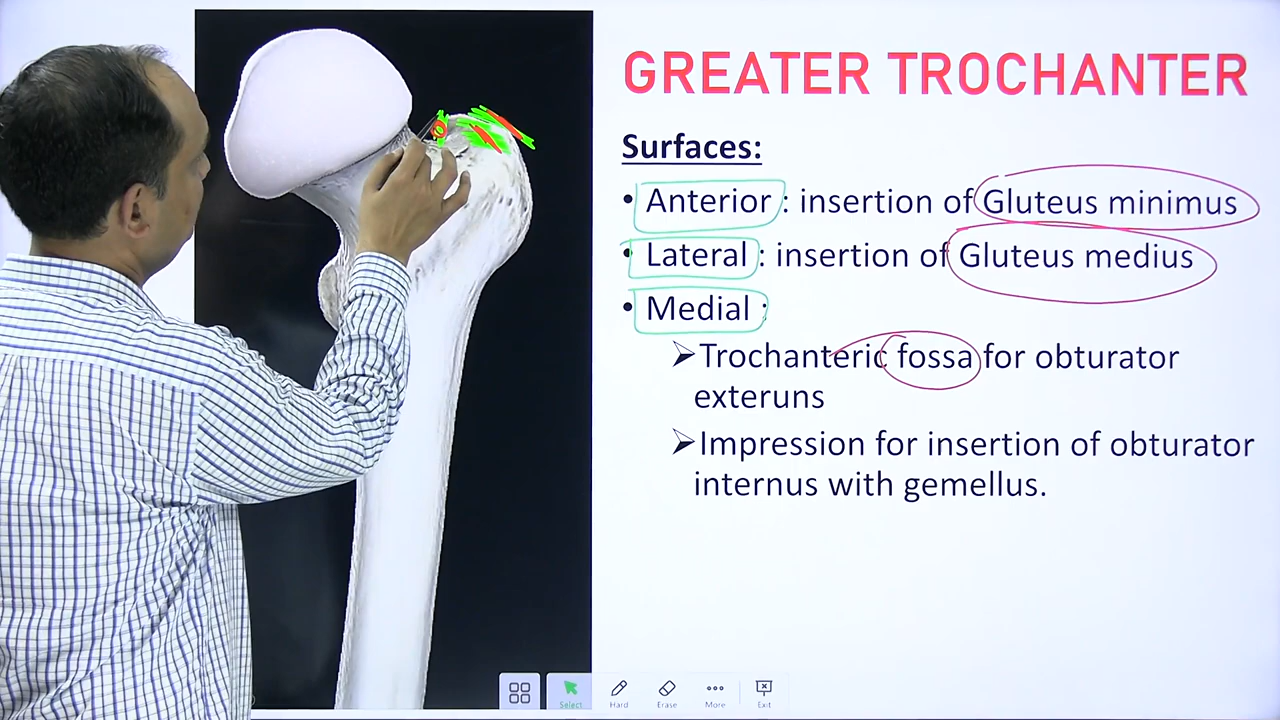 GREATER TROCHANTER
Surfaces:
• Anterior : insertion of Gluteus minimus
• Lateral : insertion of Gluteus medius
• Medial :
➢Trochanteric fossa for obturator
exteruns
➢Impression for insertion of obturator
internus with gemellus.
Select Hard Erase More Exit